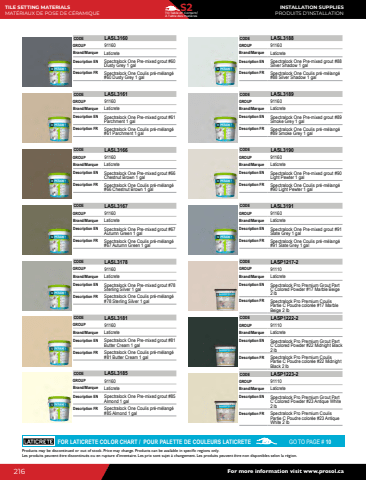 TILE SETTING MATERIALS
MATÉRIAUX DE POSE DE CÉRAMIQUE
S2
INSTALLATION SUPPLIES
PRODUITS D'INSTALLATION
CODE LASL3160
GROUP 91160
Brand/Marque Laticrete
Description EN Spectralock One Pre-mixed grout #60
Dusty Grey 1 gal
Description FR Spectralock One Coulis pré-mélangé
#60 Dusty Grey 1 gal
CODE LASL3161
GROUP 91160
Brand/Marque Laticrete
Description EN Spectralock One Pre-mixed grout #61
Parchment 1 gal
Description FR Spectralock One Coulis pré-mélangé
#61 Parchment 1 gal
CODE LASL3166
GROUP 91160
Brand/Marque Laticrete
Description EN Spectralock One Pre-mixed grout #66
Chestnut Brown 1 gal
Description FR Spectralock One Coulis pré-mélangé
#66 Chestnut Brown 1 gal
CODE LASL3167
GROUP 91160
Brand/Marque Laticrete
Description EN Spectralock One Pre-mixed grout #67
Autumn Green 1 gal
Description FR Spectralock One Coulis pré-mélangé
#67 Autumn Green 1 gal
CODE LASL3178
GROUP 91160
Brand/Marque Laticrete
Description EN Spectralock One Pre-mixed grout #78
Sterling Silver 1 gal
Description FR Spectralock One Coulis pré-mélangé
#78 Sterling Silver 1 gal
CODE LASL3181
GROUP 91160
Brand/Marque Laticrete
Description EN Spectralock One Pre-mixed grout #81
Butter Cream 1 gal
Description FR Spectralock One Coulis pré-mélangé
#81 Butter Cream 1 gal
CODE LASL3185
GROUP 91160
Brand/Marque Laticrete
Description EN Spectralock One Pre-mixed grout #85
Almond 1 gal
Description FR Spectralock One Coulis pré-mélangé
#85 Almond 1 gal
CODE LASL3188
GROUP 91160
Brand/Marque Laticrete
Description EN Spectralock One Pre-mixed grout #88
Silver Shadow 1 gal
Description FR Spectralock One Coulis pré-mélangé
#88 Silver Shadow 1 gal
CODE LASL3189
GROUP 91160
Brand/Marque Laticrete
Description EN Spectralock One Pre-mixed grout #89
Smoke Grey 1 gal
Description FR Spectralock One Coulis pré-mélangé
#89 Smoke Grey 1 gal
CODE LASL3190
GROUP 91160
Brand/Marque Laticrete
Description EN Spectralock One Pre-mixed grout #90
Light Pewter 1 gal
Description FR Spectralock One Coulis pré-mélangé
#90 Light Pewter 1 gal
CODE LASL3191
GROUP 91160
Brand/Marque Laticrete
Description EN Spectralock One Pre-mixed grout #91
Slate Grey 1 gal
Description FR Spectralock One Coulis pré-mélangé
#91 Slate Grey 1 gal
CODE LASP1217-2
GROUP 91110
Brand/Marque Laticrete
Description EN Spectralock Pro Premium Grout Part
C Colored Powder #17 Marble Beige
2 lb
Description FR Spectralock Pro Premium Coulis
Partie C Poudre colorée #17 Marble
Beige 2 lb
CODE LASP1222-2
GROUP 91110
Brand/Marque Laticrete
Description EN Spectralock Pro Premium Grout Part
C Colored Powder #22 Midnight Black
2 lb
Description FR Spectralock Pro Premium Coulis
Partie C Poudre colorée #22 Midnight
Black 2 lb
CODE LASP1223-2
GROUP 91110
Brand/Marque Laticrete
Description EN Spectralock Pro Premium Grout Part
C Colored Powder #23 Antique White
2 lb
Description FR Spectralock Pro Premium Coulis
Partie C Poudre colorée #23 Antique
White 2 lb
LATICRETE FOR LATICRETE COLOR CHART / POUR PALETTE DE COULEURS LATICRETE GO TO PAGE # 10
Products may be discontinued or out of stock. Price may change. Products can be available in specific regions only.
Les produits peuvent être discontinués ou en rupture d'inventaire. Les prix sont sujet à changement. Les produits peuvent être non disponibles selon la région.
216
For more information visit www.prosol.ca